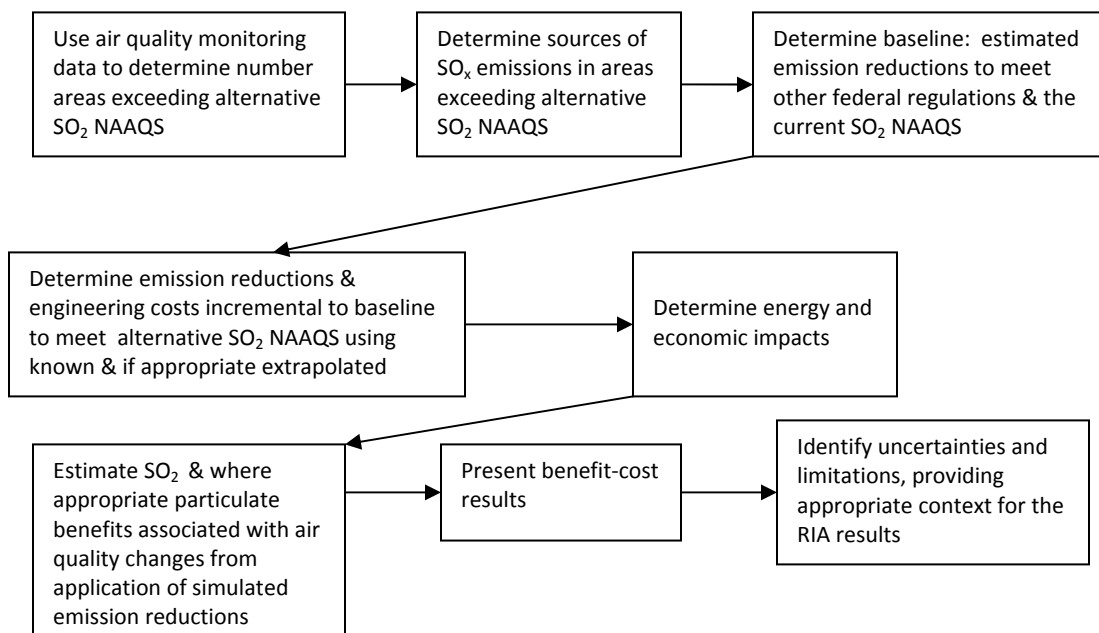 Use air quality monitoring
data to determine number
areas exceeding alternative
SO₂ NAAQS
Determine sources of
SOₓ emissions in areas
exceeding alternative
SO₂ NAAQS
Determine baseline:  estimated
emission reductions to meet
other federal regulations & the
current SO₂ NAAQS
Determine emission reductions &
engineering costs incremental to baseline
to meet  alternative SO₂ NAAQS using
known & if appropriate extrapolated
Determine energy and
economic impacts
Estimate SO₂  & where
appropriate particulate
benefits associated with air
quality changes from
application of simulated
emission reductions
Present benefit-cost
results
Identify uncertainties and
limitations, providing
appropriate context for the
RIA results